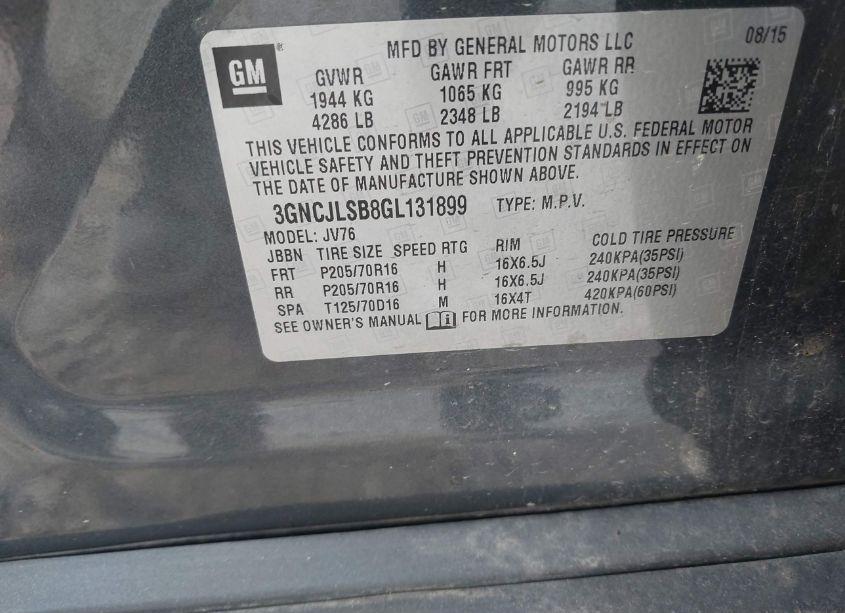 GM
MFD BY GENERAL MOTORS LLC 08/15
GVWR GAWR FRT GAWR RR
1944 KG 1065 KG 995 KG
4286 LB 2348 LB 2194 LB
THIS VEHICLE CONFORMS TO ALL APPLICABLE U.S. FEDERAL MOTOR
VEHICLE SAFETY AND THEFT PREVENTION STANDARDS IN EFFECT ON
THE DATE OF MANUFACTURE SHOWN ABOVE.
3GNCJLSB8GL131899 TYPE: M.P.V.
MODEL: JV76
JBBN TIRE SIZE SPEED RTG RIM COLD TIRE PRESSURE
FRT P205/70R16 H 16X6.5J 240KPA(35PSI)
RR P205/70R16 H 16X6.5J 240KPA(35PSI)
SPA T125/70D16 M 16X4T 420KPA(60PSI)
SEE OWNER'S MANUAL FOR MORE INFORMATION.